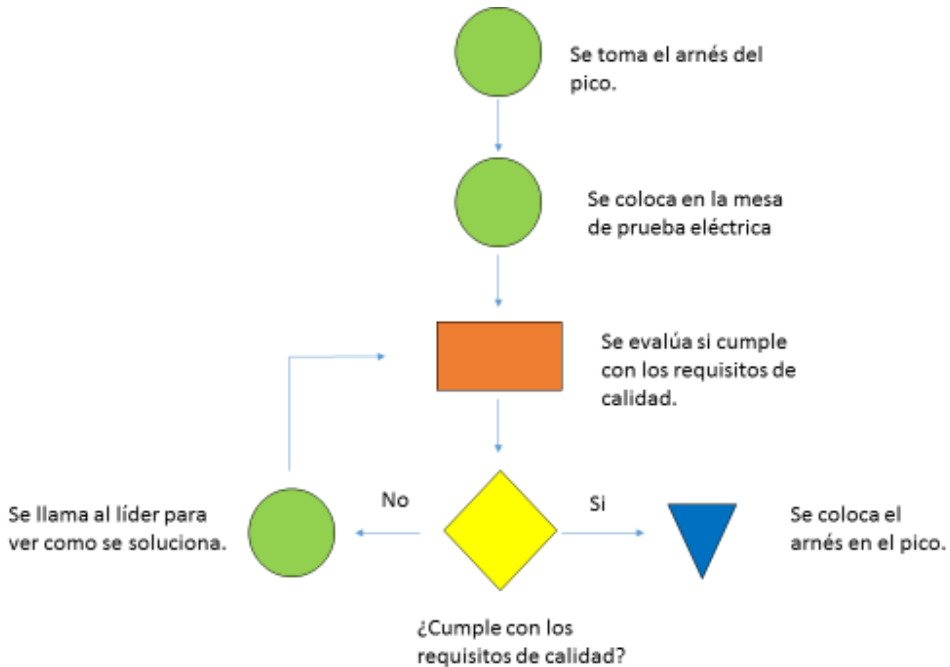 Se toma el arnés del
pico.
Se coloca en la mesa
de prueba eléctrica
Se evalúa si cumple
con los requisitos de
calidad.
No
Si
Se llama al líder para
ver como se soluciona.
Se coloca el
arnés en el pico.
¿Cumple con los
requisitos de calidad?